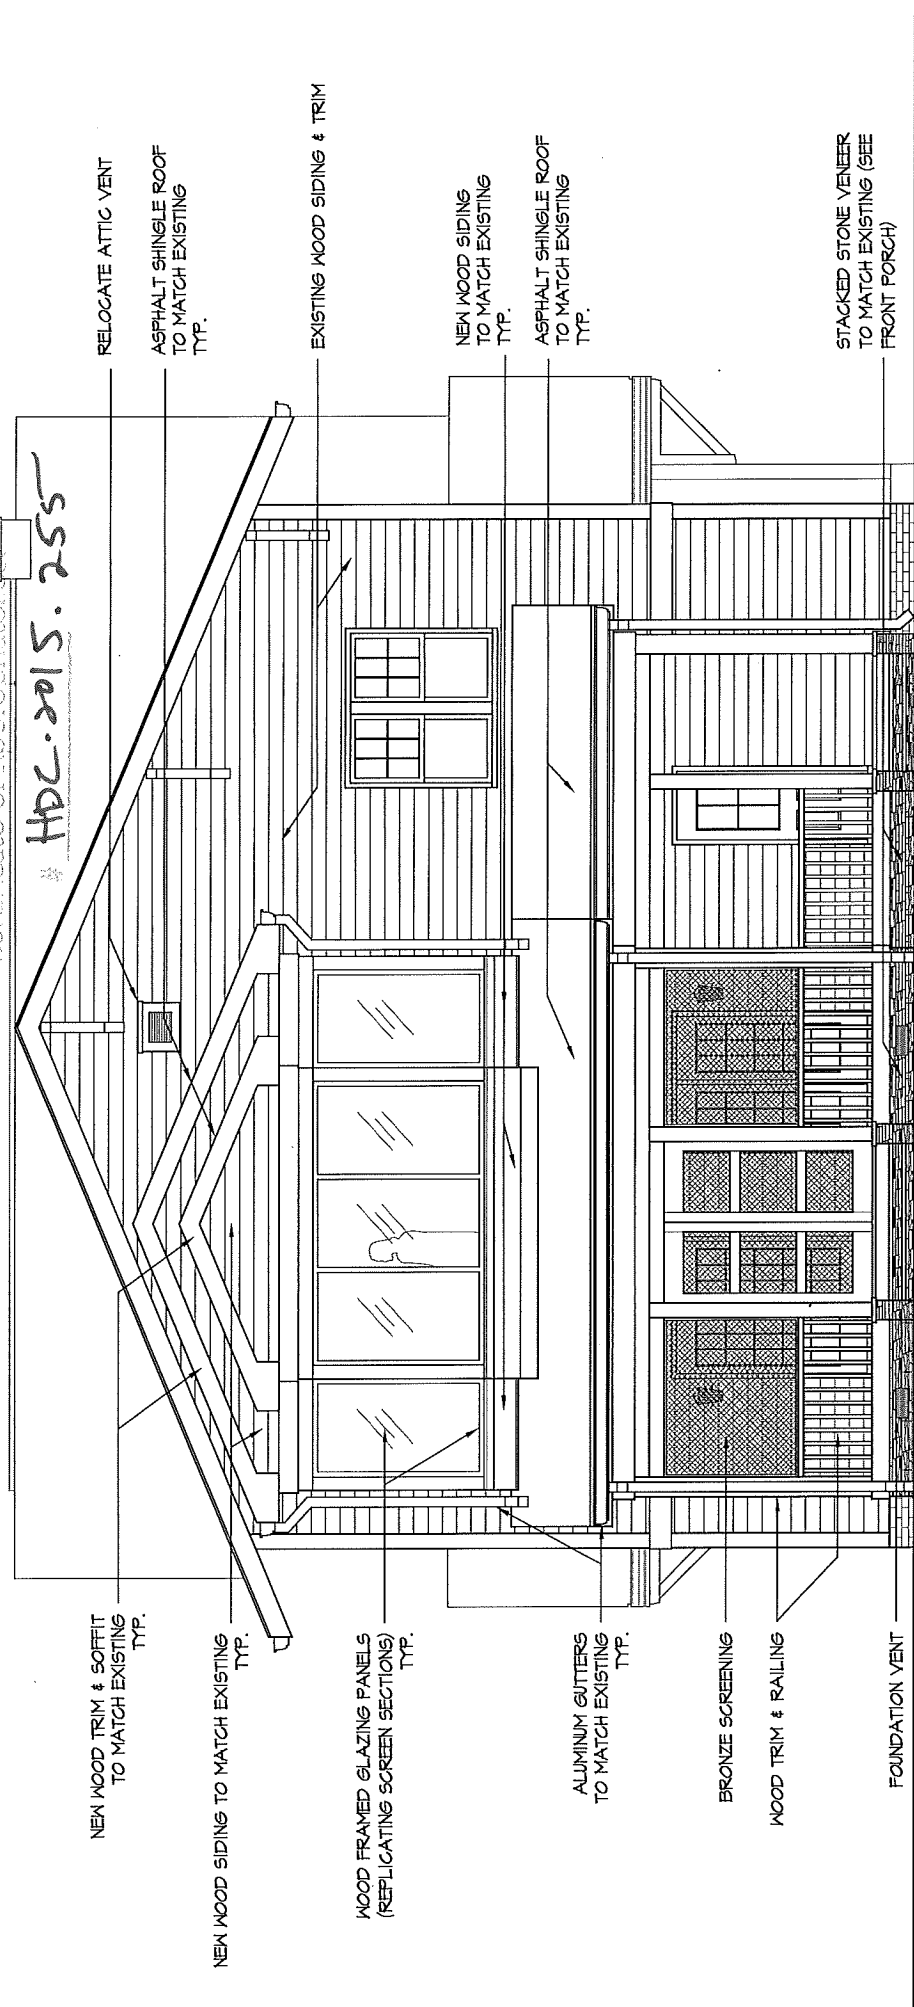 # HDC.2015.255
RELOCATE ATTIC VENT
ASPHALT SHINGLE ROOF
TO MATCH EXISTING
TYP.
EXISTING WOOD SIDING & TRIM
NEW WOOD SIDING
TO MATCH EXISTING
TYP.
ASPHALT SHINGLE ROOF
TO MATCH EXISTING
TYP.
STACKED STONE VENEER
TO MATCH EXISTING (SEE
FRONT PORCH)
NEW WOOD TRIM & SOFFIT
TO MATCH EXISTING
TYP.
NEW WOOD SIDING TO MATCH EXISTING
TYP.
WOOD FRAMED GLAZING PANELS
(REPLICATING SCREEN SECTIONS)
TYP.
ALUMINUM GUTTERS
TO MATCH EXISTING
TYP.
BRONZE SCREENING
WOOD TRIM & RAILING
FOUNDATION VENT